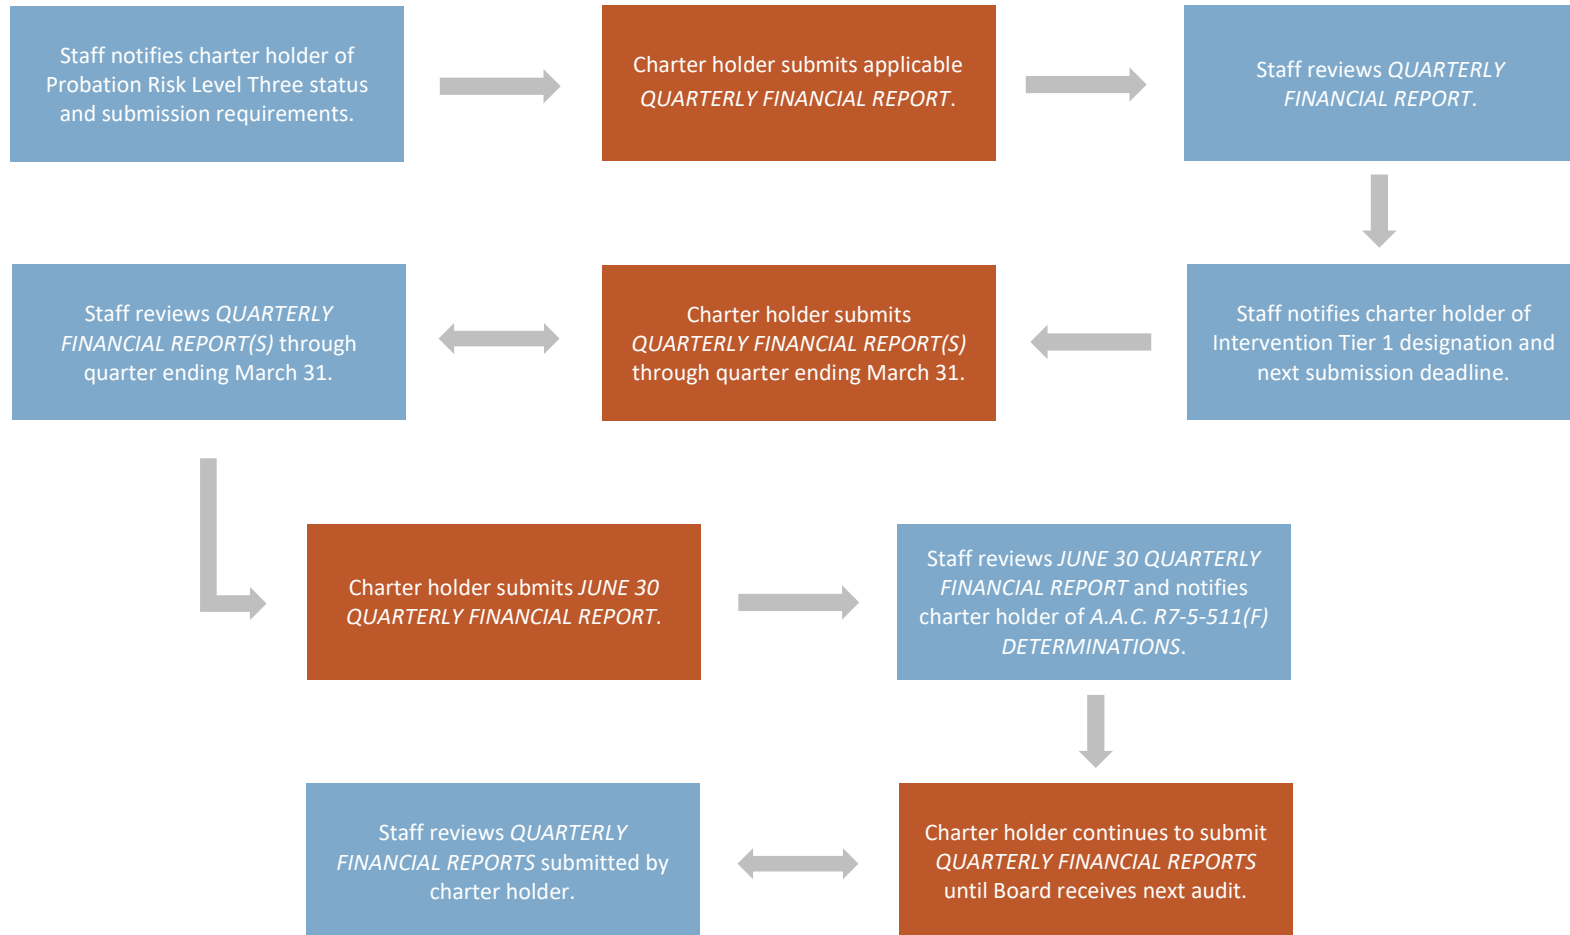 Staff notifies charter holder of
Probation Risk Level Three status
and submission requirements.
Charter holder submits applicable
QUARTERLY FINANCIAL REPORT.
Staff reviews QUARTERLY
FINANCIAL REPORT.
Staff notifies charter holder of
Intervention Tier 1 designation and
next submission deadline.
Charter holder submits
QUARTERLY FINANCIAL REPORT(S)
through quarter ending March 31.
Staff reviews QUARTERLY
FINANCIAL REPORT(S) through
quarter ending March 31.
Charter holder submits JUNE 30
QUARTERLY FINANCIAL REPORT.
Staff reviews JUNE 30 QUARTERLY
FINANCIAL REPORT and notifies
charter holder of A.A.C. R7-5-511(F)
DETERMINATIONS.
Charter holder continues to submit
QUARTERLY FINANCIAL REPORTS
until Board receives next audit.
Staff reviews QUARTERLY
FINANCIAL REPORTS submitted by
charter holder.